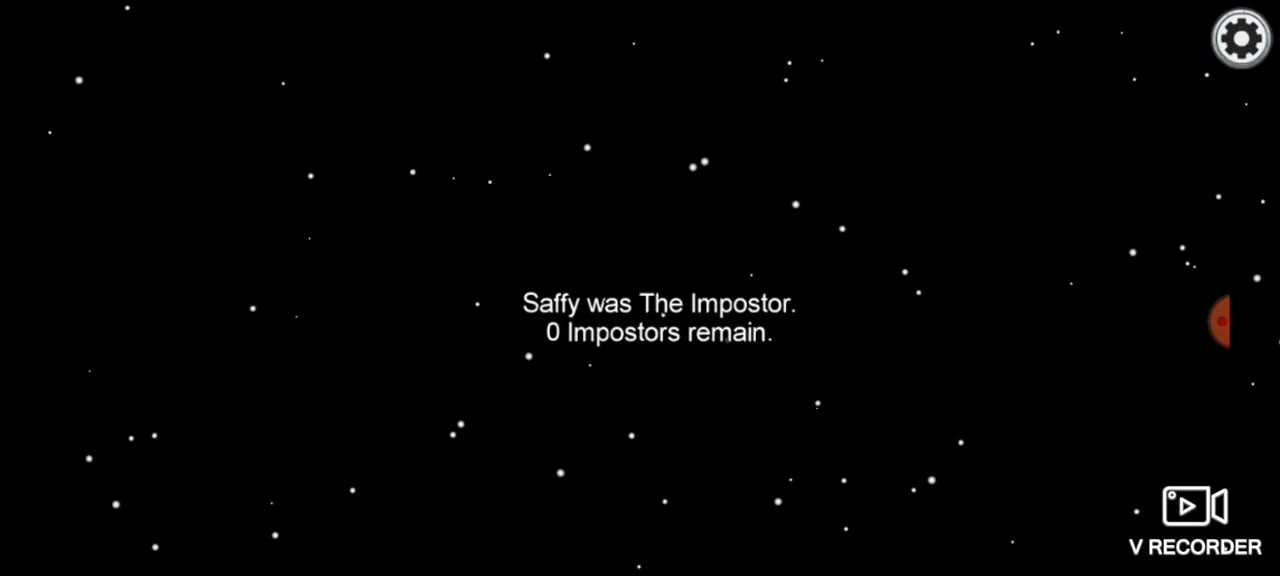 Saffy was The Impostor.
0 Impostors remain.
V RECORDER